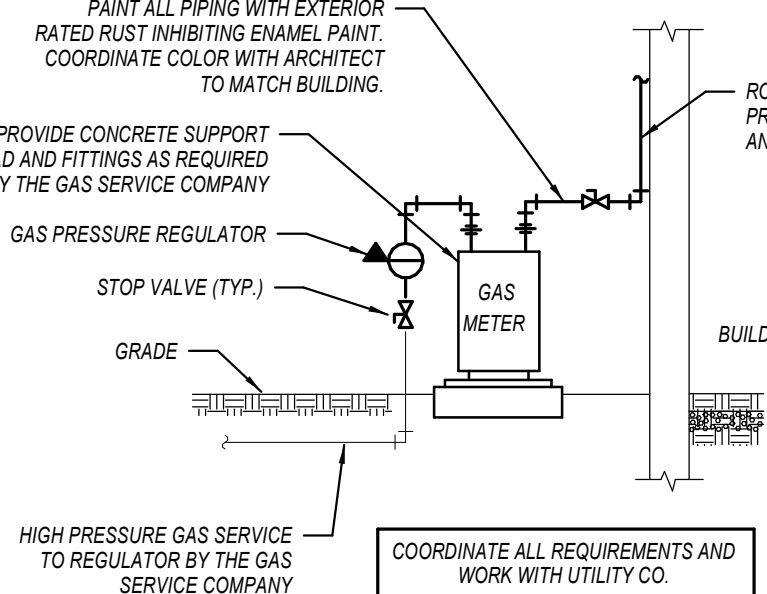 PAINT ALL PIPING WITH EXTERIOR
RATED RUST INHIBITING ENAMEL PAINT.
COORDINATE COLOR WITH ARCHITECT
TO MATCH BUILDING.
PROVIDE CONCRETE SUPPORT
AND FITTINGS AS REQUIRED
THE GAS SERVICE COMPANY
GAS PRESSURE REGULATOR
STOP VALVE (TYP.)
GRADE
GAS
METER
HIGH PRESSURE GAS SERVICE
TO REGULATOR BY THE GAS
SERVICE COMPANY
COORDINATE ALL REQUIREMENTS AND
WORK WITH UTILITY CO.